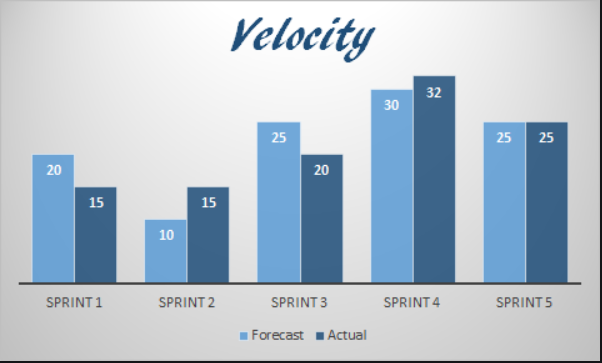 Velocity
20 15 10 15 25 20 30 32 25 25
SPRINT 1 SPRINT 2 SPRINT 3 SPRINT 4 SPRINT 5
Forecast Actual